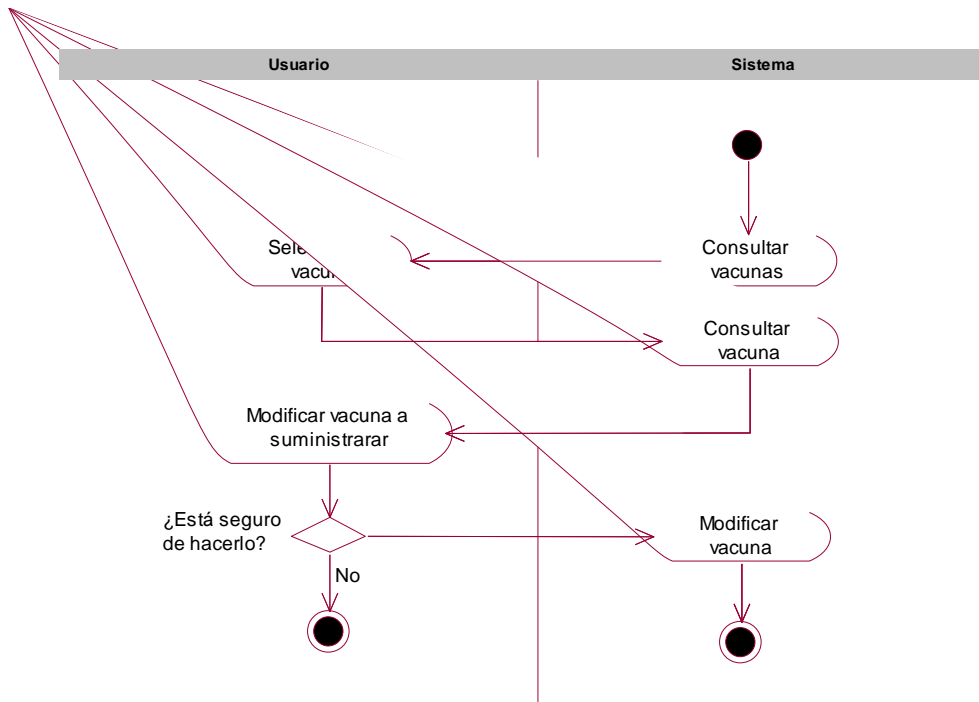 Usuario
Sistema
Consultar
vacunas
Consultar
vacuna
Modificar vacuna a
suministrarar
¿Está seguro
de hacerlo?
No
Modificar
vacuna